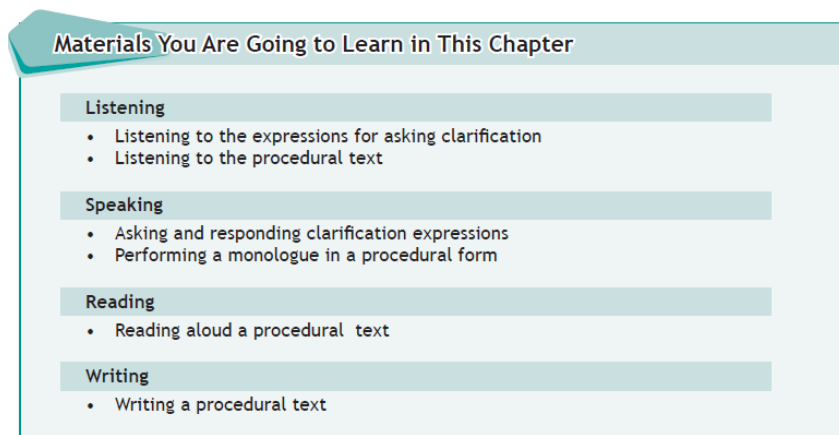 Materials You Are Going to Learn in This Chapter
Listening
• Listening to the expressions for asking clarification
• Listening to the procedural text
Speaking
• Asking and responding clarification expressions
• Performing a monologue in a procedural form
Reading
• Reading aloud a procedural text
Writing
• Writing a procedural text